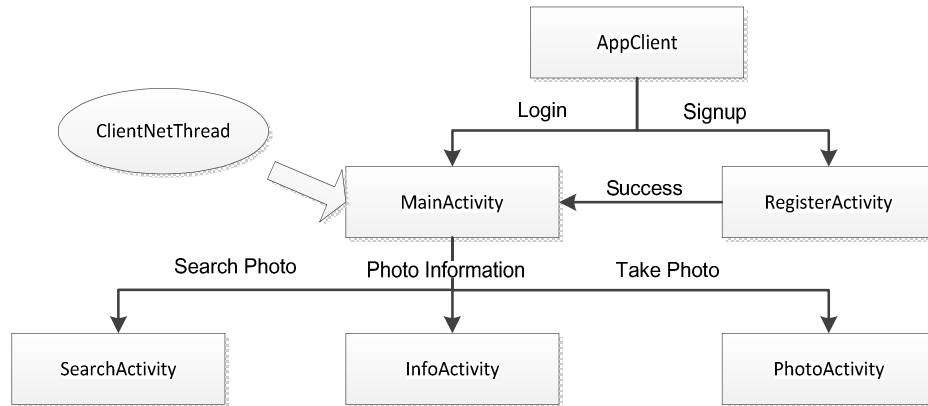 AppClient
Login
Signup
ClientNetThread
MainActivity
Success
RegisterActivity
Search Photo
Photo Information
Take Photo
SearchActivity
InfoActivity
PhotoActivity